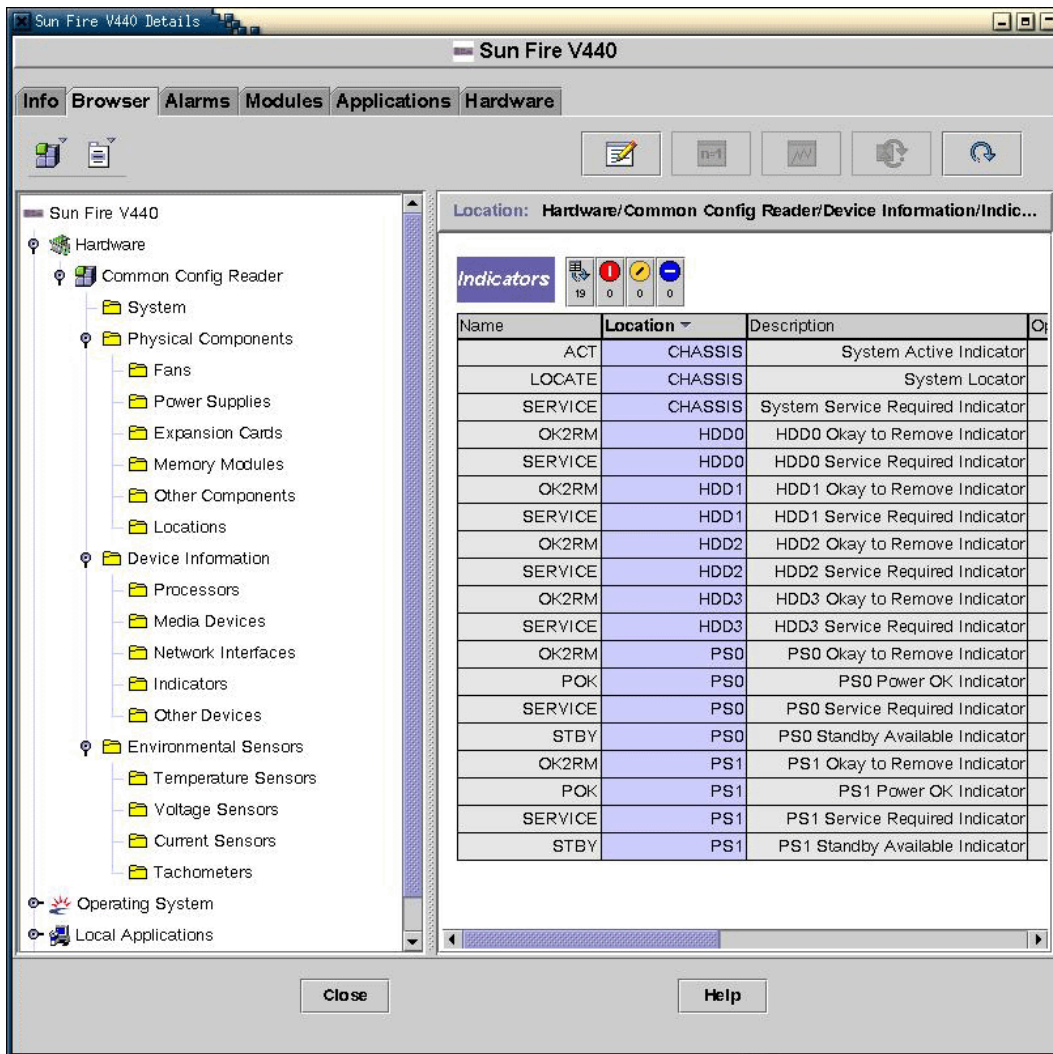 Sun Fire V440 Details
Sun Fire V440
Info Browser Alarms Modules Applications Hardware
n=1
Sun Fire V440
Hardware
Common Config Reader
System
Physical Components
Fans
Power Supplies
Expansion Cards
Memory Modules
Other Components
Locations
Device Information
Processors
Media Devices
Network Interfaces
Indicators
Other Devices
Environmental Sensors
Temperature Sensors
Voltage Sensors
Current Sensors
Tachometers
Operating System
Local Applications
Location: Hardware/Common Config Reader/Device Information/Indic...
Indicators 19 0 0 0
Name Location Description
ACT CHASSIS System Active Indicator
LOCATE CHASSIS System Locator
SERVICE CHASSIS System Service Required Indicator
OK2RM HDD0 HDD0 Okay to Remove Indicator
SERVICE HDD0 HDD0 Service Required Indicator
OK2RM HDD1 HDD1 Okay to Remove Indicator
SERVICE HDD1 HDD1 Service Required Indicator
OK2RM HDD2 HDD2 Okay to Remove Indicator
SERVICE HDD2 HDD2 Service Required Indicator
OK2RM HDD3 HDD3 Okay to Remove Indicator
SERVICE HDD3 HDD3 Service Required Indicator
OK2RM PS0 PS0 Okay to Remove Indicator
POK PS0 PS0 Power OK Indicator
SERVICE PS0 PS0 Service Required Indicator
STBY PS0 PS0 Standby Available Indicator
OK2RM PS1 PS1 Okay to Remove Indicator
POK PS1 PS1 Power OK Indicator
SERVICE PS1 PS1 Service Required Indicator
STBY PS1 PS1 Standby Available Indicator
Close Help